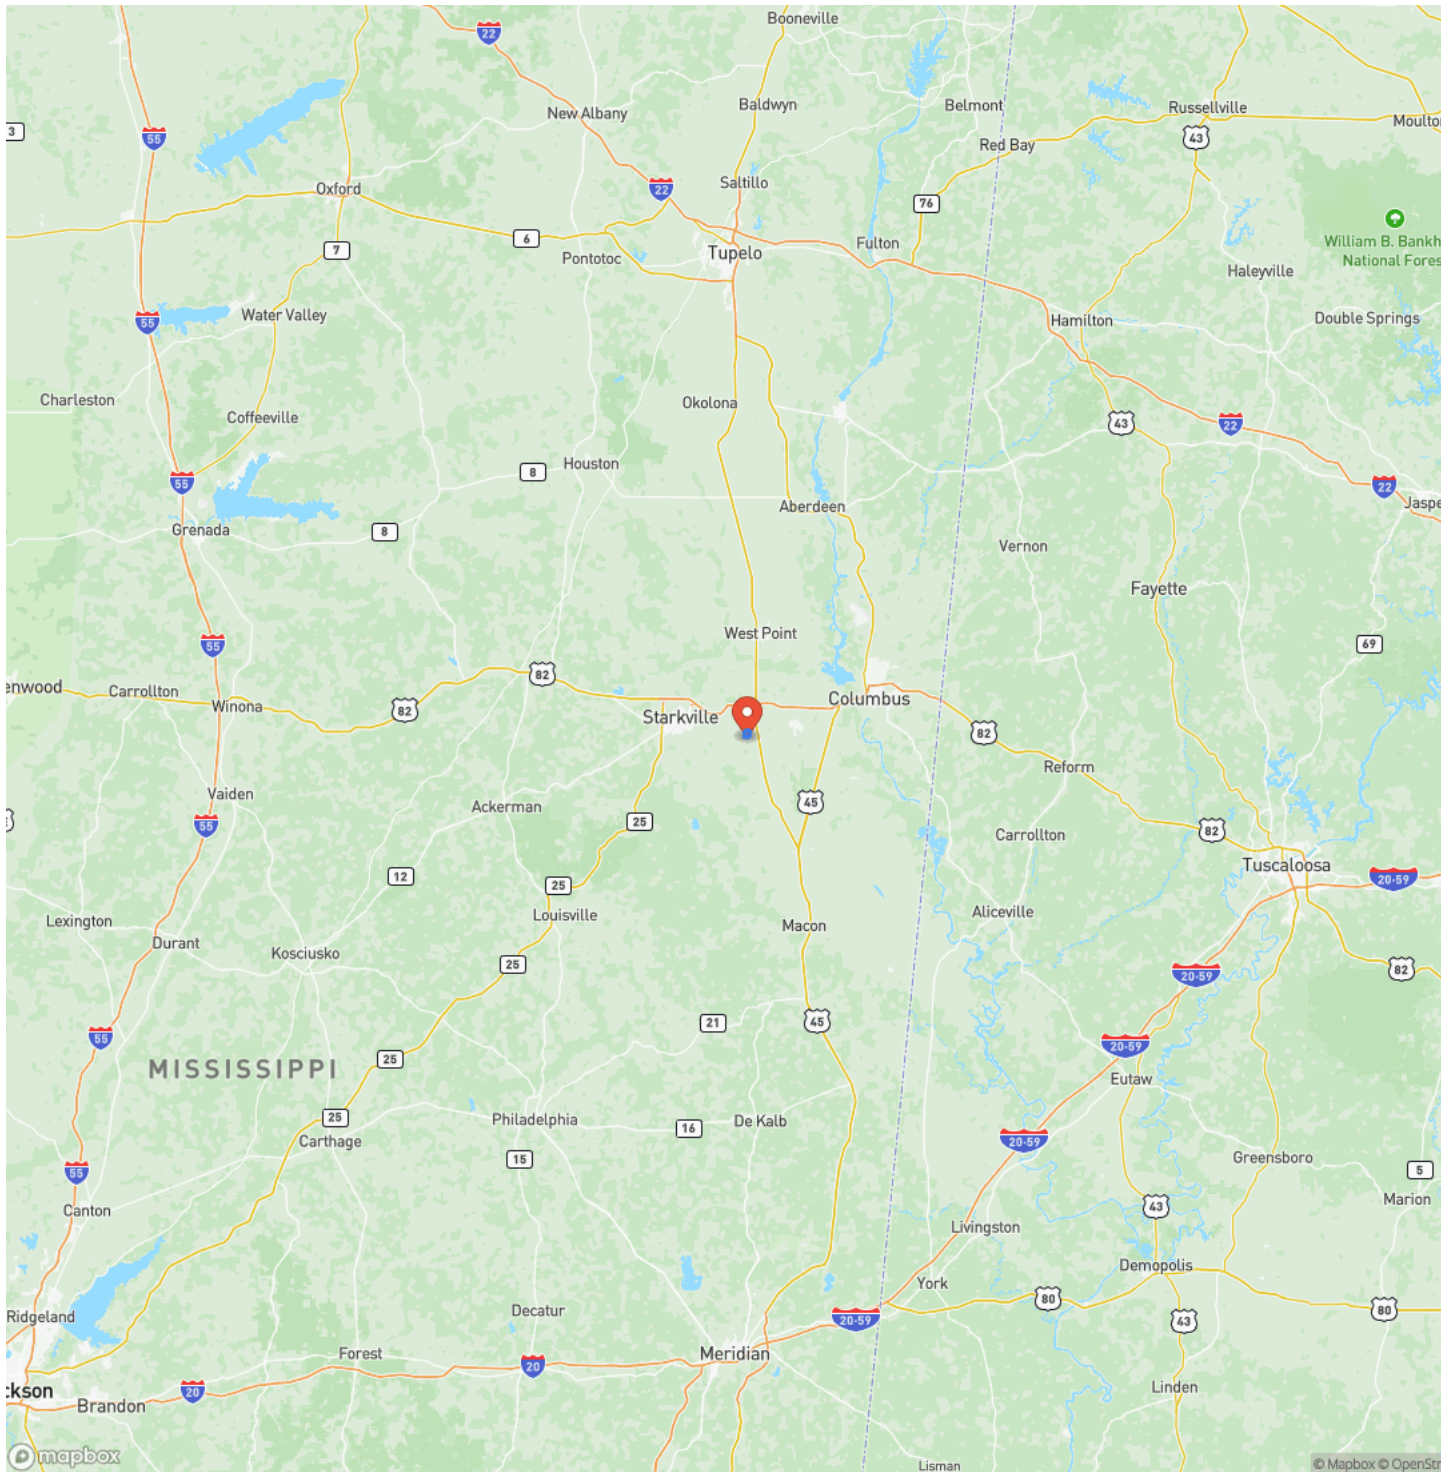 Booneville
22
Baldwyn
Belmont
Russellville
New Albany
3
55
43
Moulto
Red Bay
Saltillo
Oxford
22
76
William B. Bankh
National Fores
6
7
Fulton
Tupelo
Pontotoc
Haleyville
Water Valley
55
Hamilton
Double Springs
Charleston
Okolona
Coffeeville
43
22
Houston
8
55
22
Jaspe
Aberdeen
Grenada
8
Vernon
Fayette
West Point
55
69
82
enwood
Carrollton
Winona
82
Columbus
Starkville
82
Reform
Vaiden
Ackerman
45
55
25
82
Carrollton
Tuscaloosa
12
20-59
25
Lexington
Louisville
Aliceville
Macon
Durant
Kosciusko
25
82
20-59
21
45
55
20-59
25
MISSISSIPPI
Eutaw
25
Philadelphia
De Kalb
16
Carthage
20-59
15
Greensboro
55
5
Canton
43
Marion
Livingston
Demopolis
York
80
Ridgeland
Decatur
80
20-59
43
Forest
Meridian
20
ckson
20
Brandon
Linden
mapbox
Lisman
© Mapbox © OpenStr